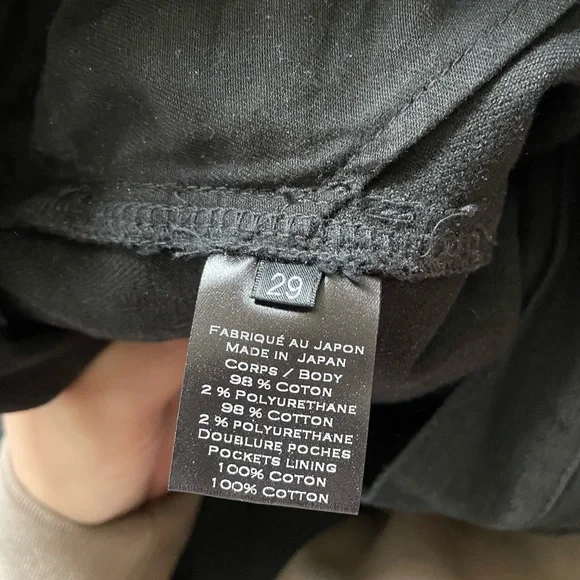 29
FABRIQUÉ AU JAPON
MADE IN JAPAN
CORPS / BODY
98 % COTON
2 % POLYURETHANE
98 % COTTON
2 % POLYURETHANE
DOUBLURE POCHES
POCKETS LINING
100% COTON
100% COTTON